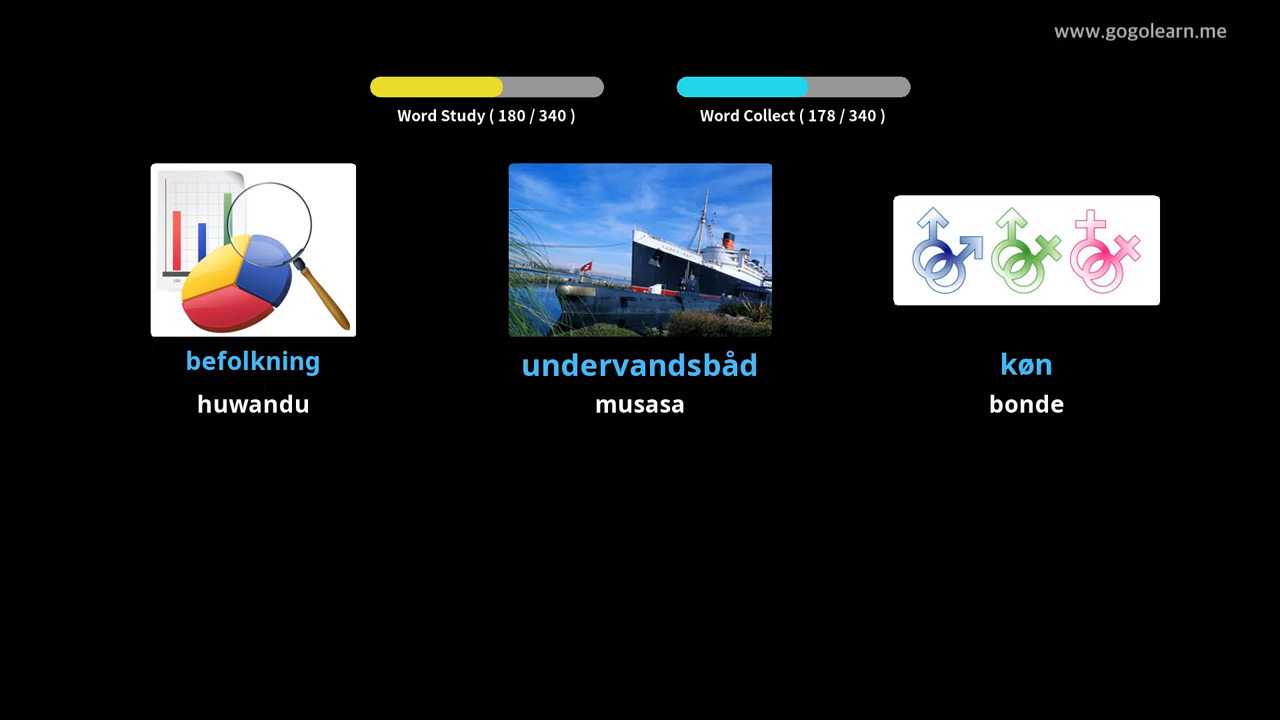 www.gogolearn.me
Word Study ( 180 / 340 )
Word Collect ( 178 / 340 )
befolkning
undervandsbåd
køn
huwandu
musasa
bonde